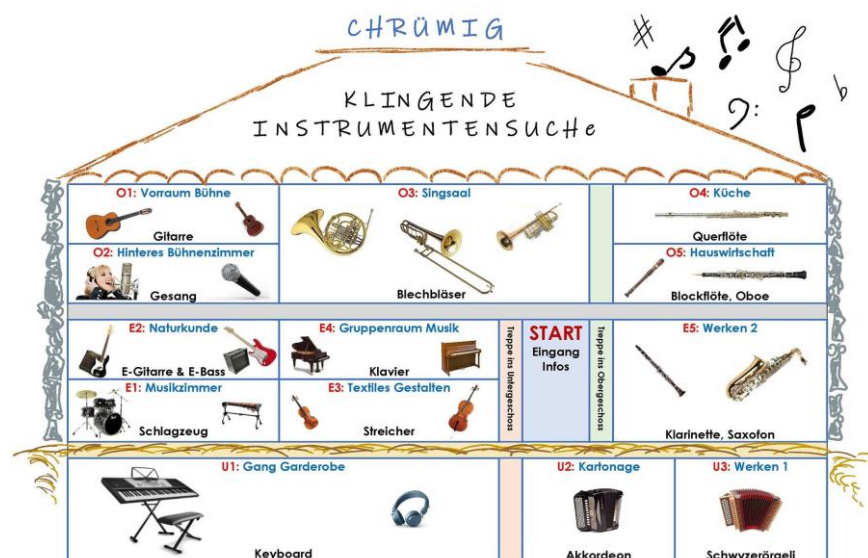 CHRÜMIG
KLINGENDE
INSTRUMENTENSUCHe
O1: Vorraum Bühne
Gitarre
O2: Hinteres Bühnenzimmer
Gesang
O3: Singsaal
Blechbläser
O4: Küche
Querflöte
O5: Hauswirtschaft
Blockflöte, Oboe
E2: Naturkunde
E-Gitarre & E-Bass
E1: Musikzimmer
Schlagzeug
E4: Gruppenraum Musik
Klavier
E3: Textiles Gestalten
Streicher
Treppe ins Untergeschoss
START
Eingang
Infos
Treppe ins Obergeschoss
E5: Werken 2
Klarinette, Saxofon
U1: Gang Garderobe
Keyboard
U2: Kartonage
Akkordeon
U3: Werken 1
Schwyzerörgeli